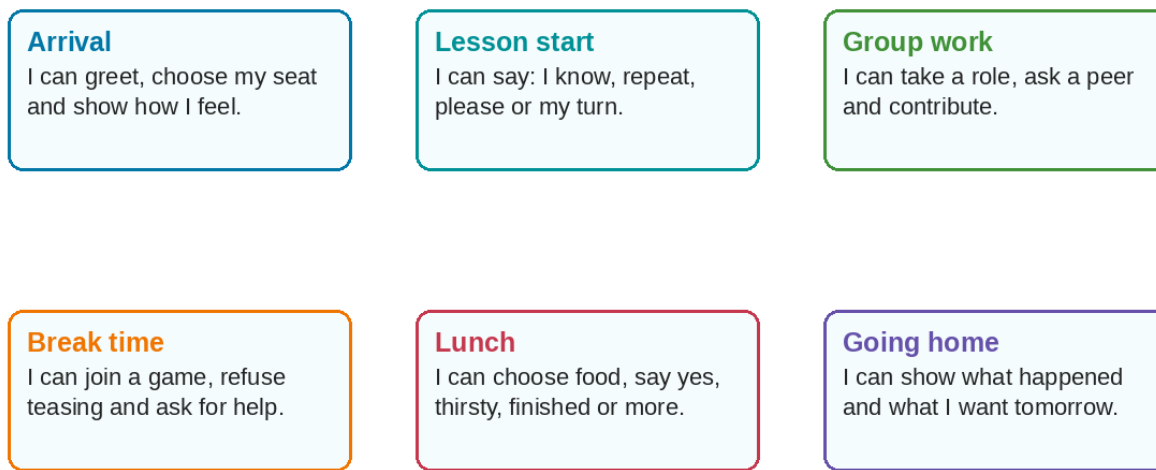 Arrival
I can greet, choose my seat
and show how I feel.
Lesson start
I can say: I know, repeat,
please or my turn.
Group work
I can take a role, ask a peer
and contribute.
Break time
I can join a game, refuse
teasing and ask for help.
Lunch
I can choose food, say yes,
thirsty, finished or more.
Going home
I can show what happened
and what I want tomorrow.